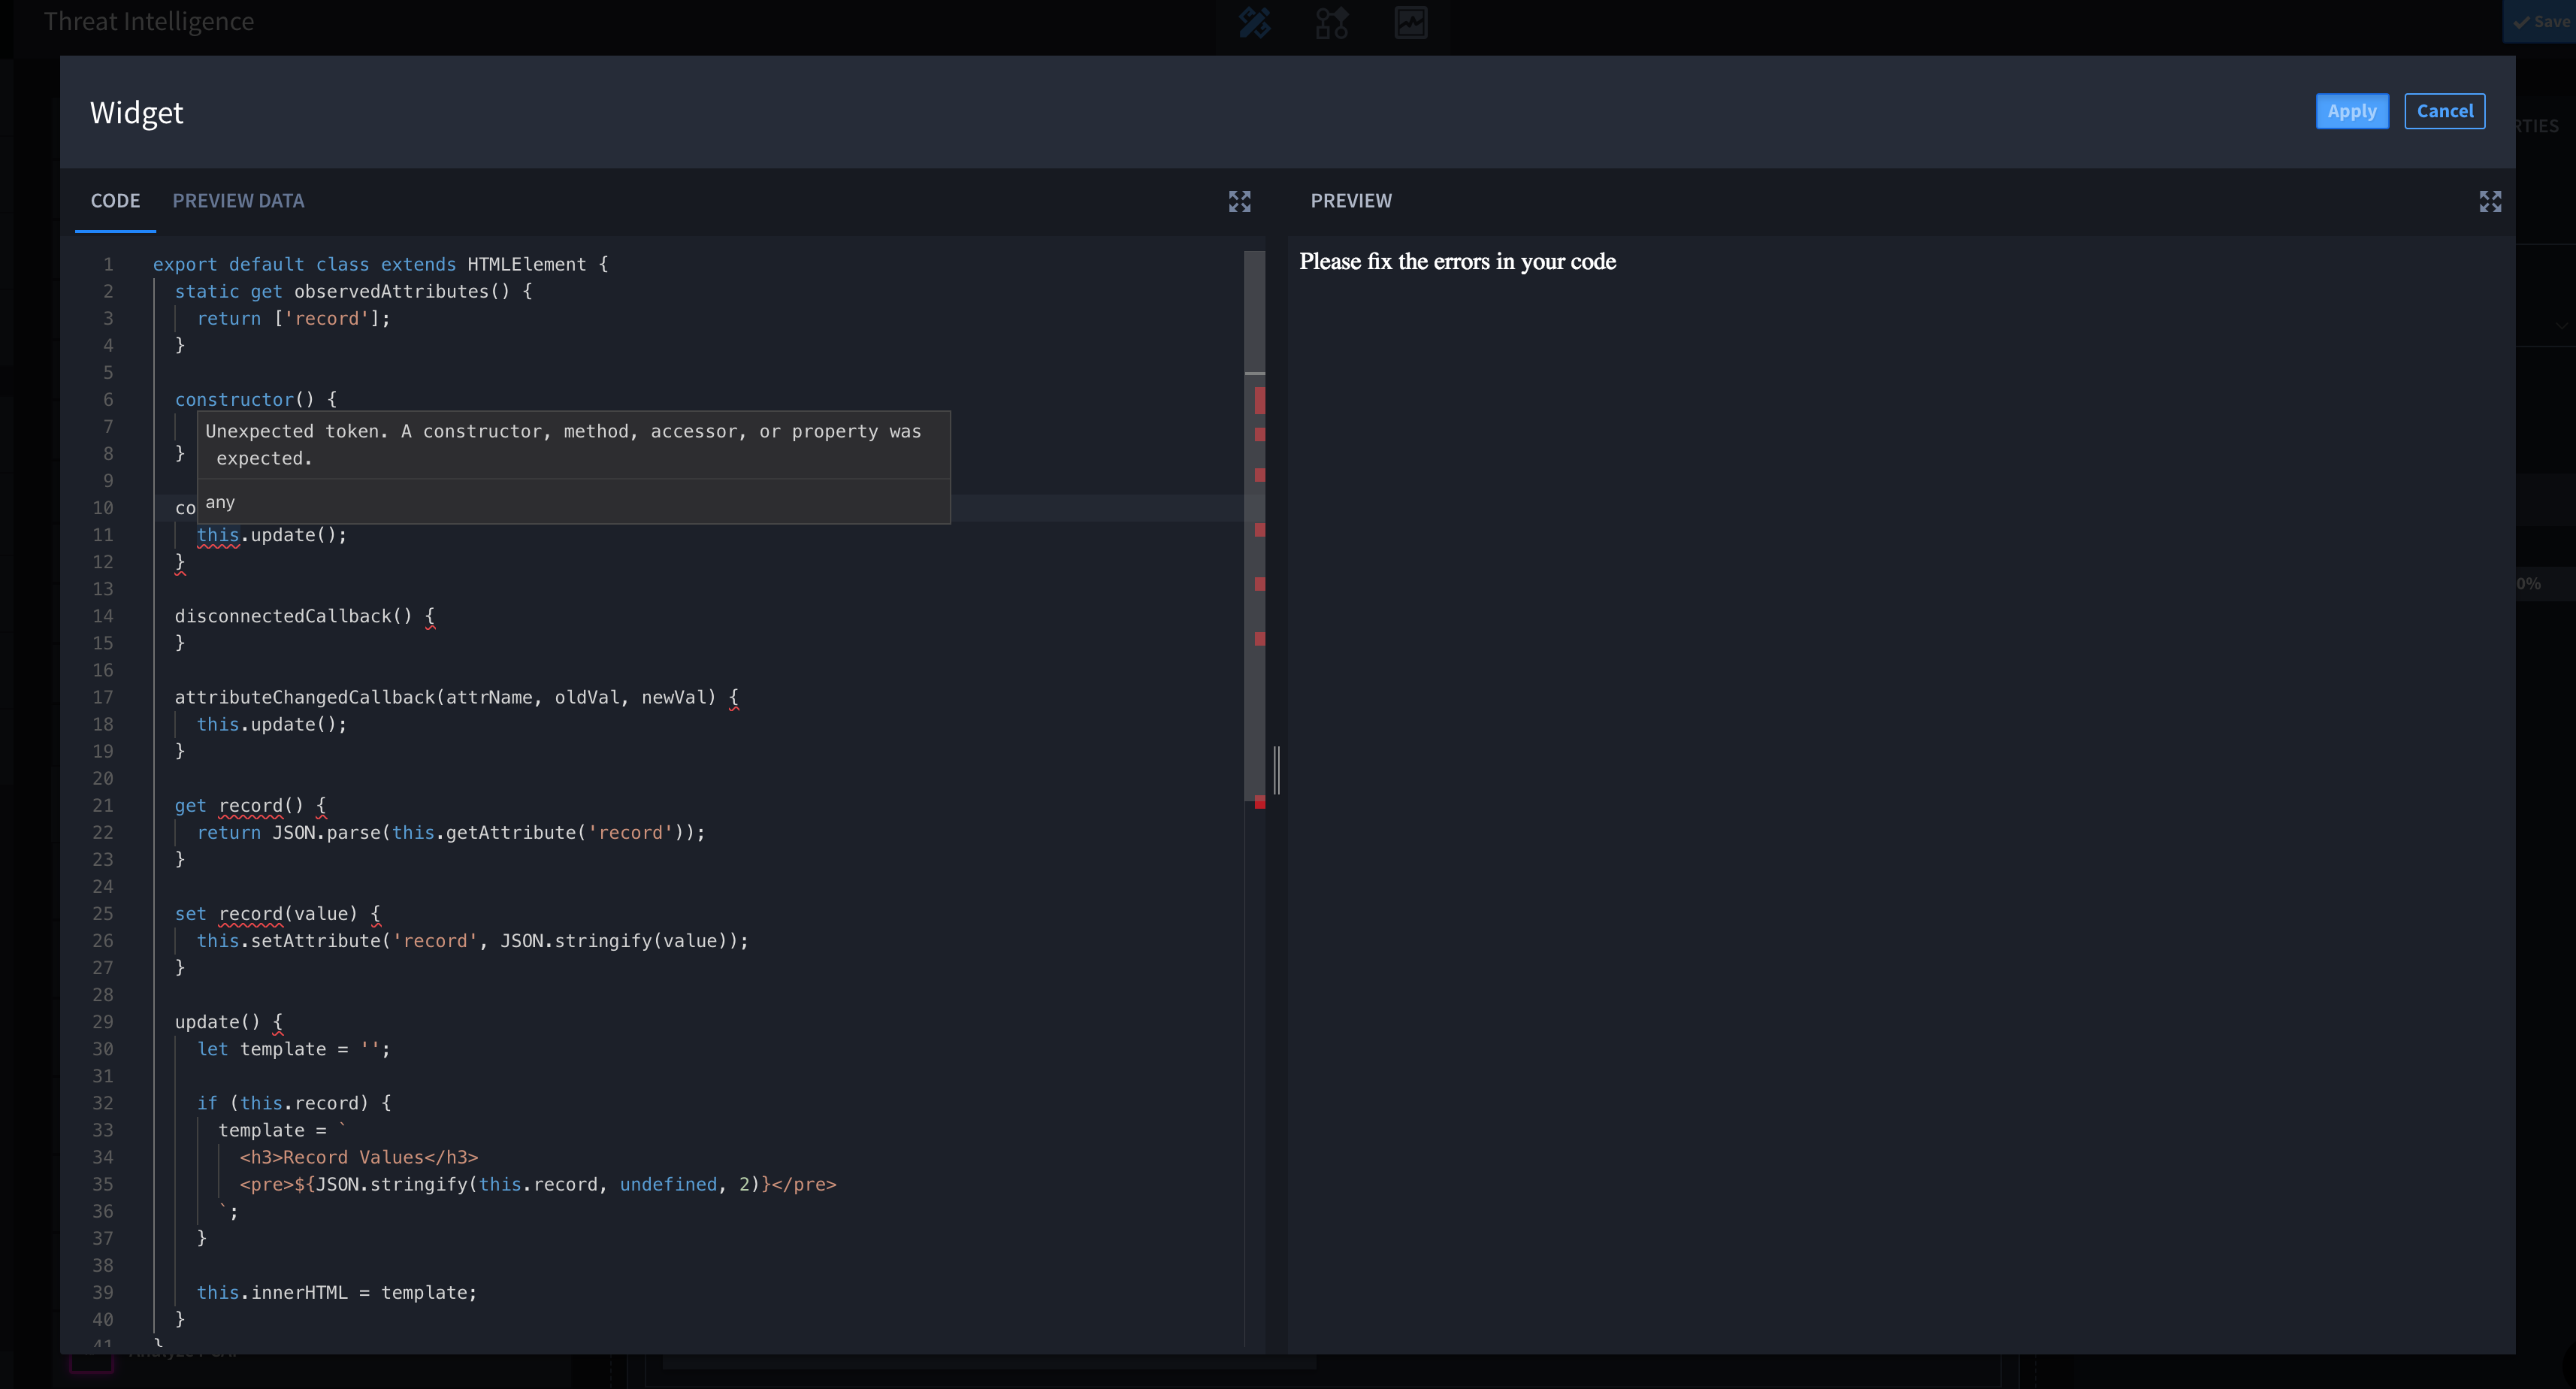 Threat Intelligence
Save
Widget
Apply
Cancel
RTIES
CODE
PREVIEW DATA
PREVIEW
Please fix the errors in your code
1 export default class extends HTMLElement {
2 static get observedAttributes() {
3 return ['record'];
4 }
5
6 constructor() {
7
Unexpected token. A constructor, method, accessor, or property was
expected.
8 }
9
any
10 co
11 this.update();
12 }
0%
13
14 disconnectedCallback() {
15 }
16
17 attributeChangedCallback(attrName, oldVal, newVal) {
18 this.update();
19 }
20
21 get record() {
22 return JSON.parse(this.getAttribute('record'));
23 }
24
25 set record(value) {
26 this.setAttribute('record', JSON.stringify(value));
27 }
28
29 update() {
30 let template = '';
31
32 if (this.record) {
33 template = `
34 <h3>Record Values</h3>
35 <pre>${JSON.stringify(this.record, undefined, 2)}</pre>
36 `;
37 }
38
39 this.innerHTML = template;
40 }
41 }